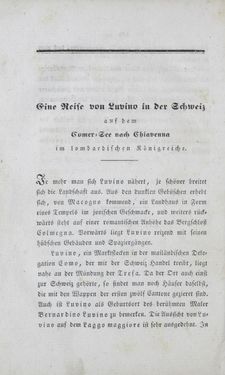 Eine Reise von Luvino in der Schweiz
auf dem
Comer-See nach Chiavenna
im lombardischen Königreiche.
Je mehr man sich Luvino nähert, je schöner breitet
sich die Landschaft aus. Aus den dunklen Gebüschen erhebt
sich, von Macogno kommend, ein Landhaus in Form
eines Tempels im jonischen Geschmacke, und weiters rück-
wärts sieht auf einer romantischen Anhöhe das Bergschloß
Colmegna. Vorwärts liegt Luvino selbst mit seinen
hübschen Gebäuden und Spaziergängen.
Luvino, ein Marktflecken in der mailändischen Dele-
gation Como, der mit der Schweiz Handel treibt, liegt
nahe an der Mündung der Tresa. Da der Ort auch einst
zur Schweiz gehörte, so findet man noch Häuser daselbst,
die mit den Wappen der ersten zwölf Cantone geziert sind.
Auch ist Luvino als Geburtsort des berühmten Maler
Bernardino Luvino zu bemerken. Die Aussicht von Lu-
vino auf dem Laggo maggiore ist sehr ausgedehnt. In